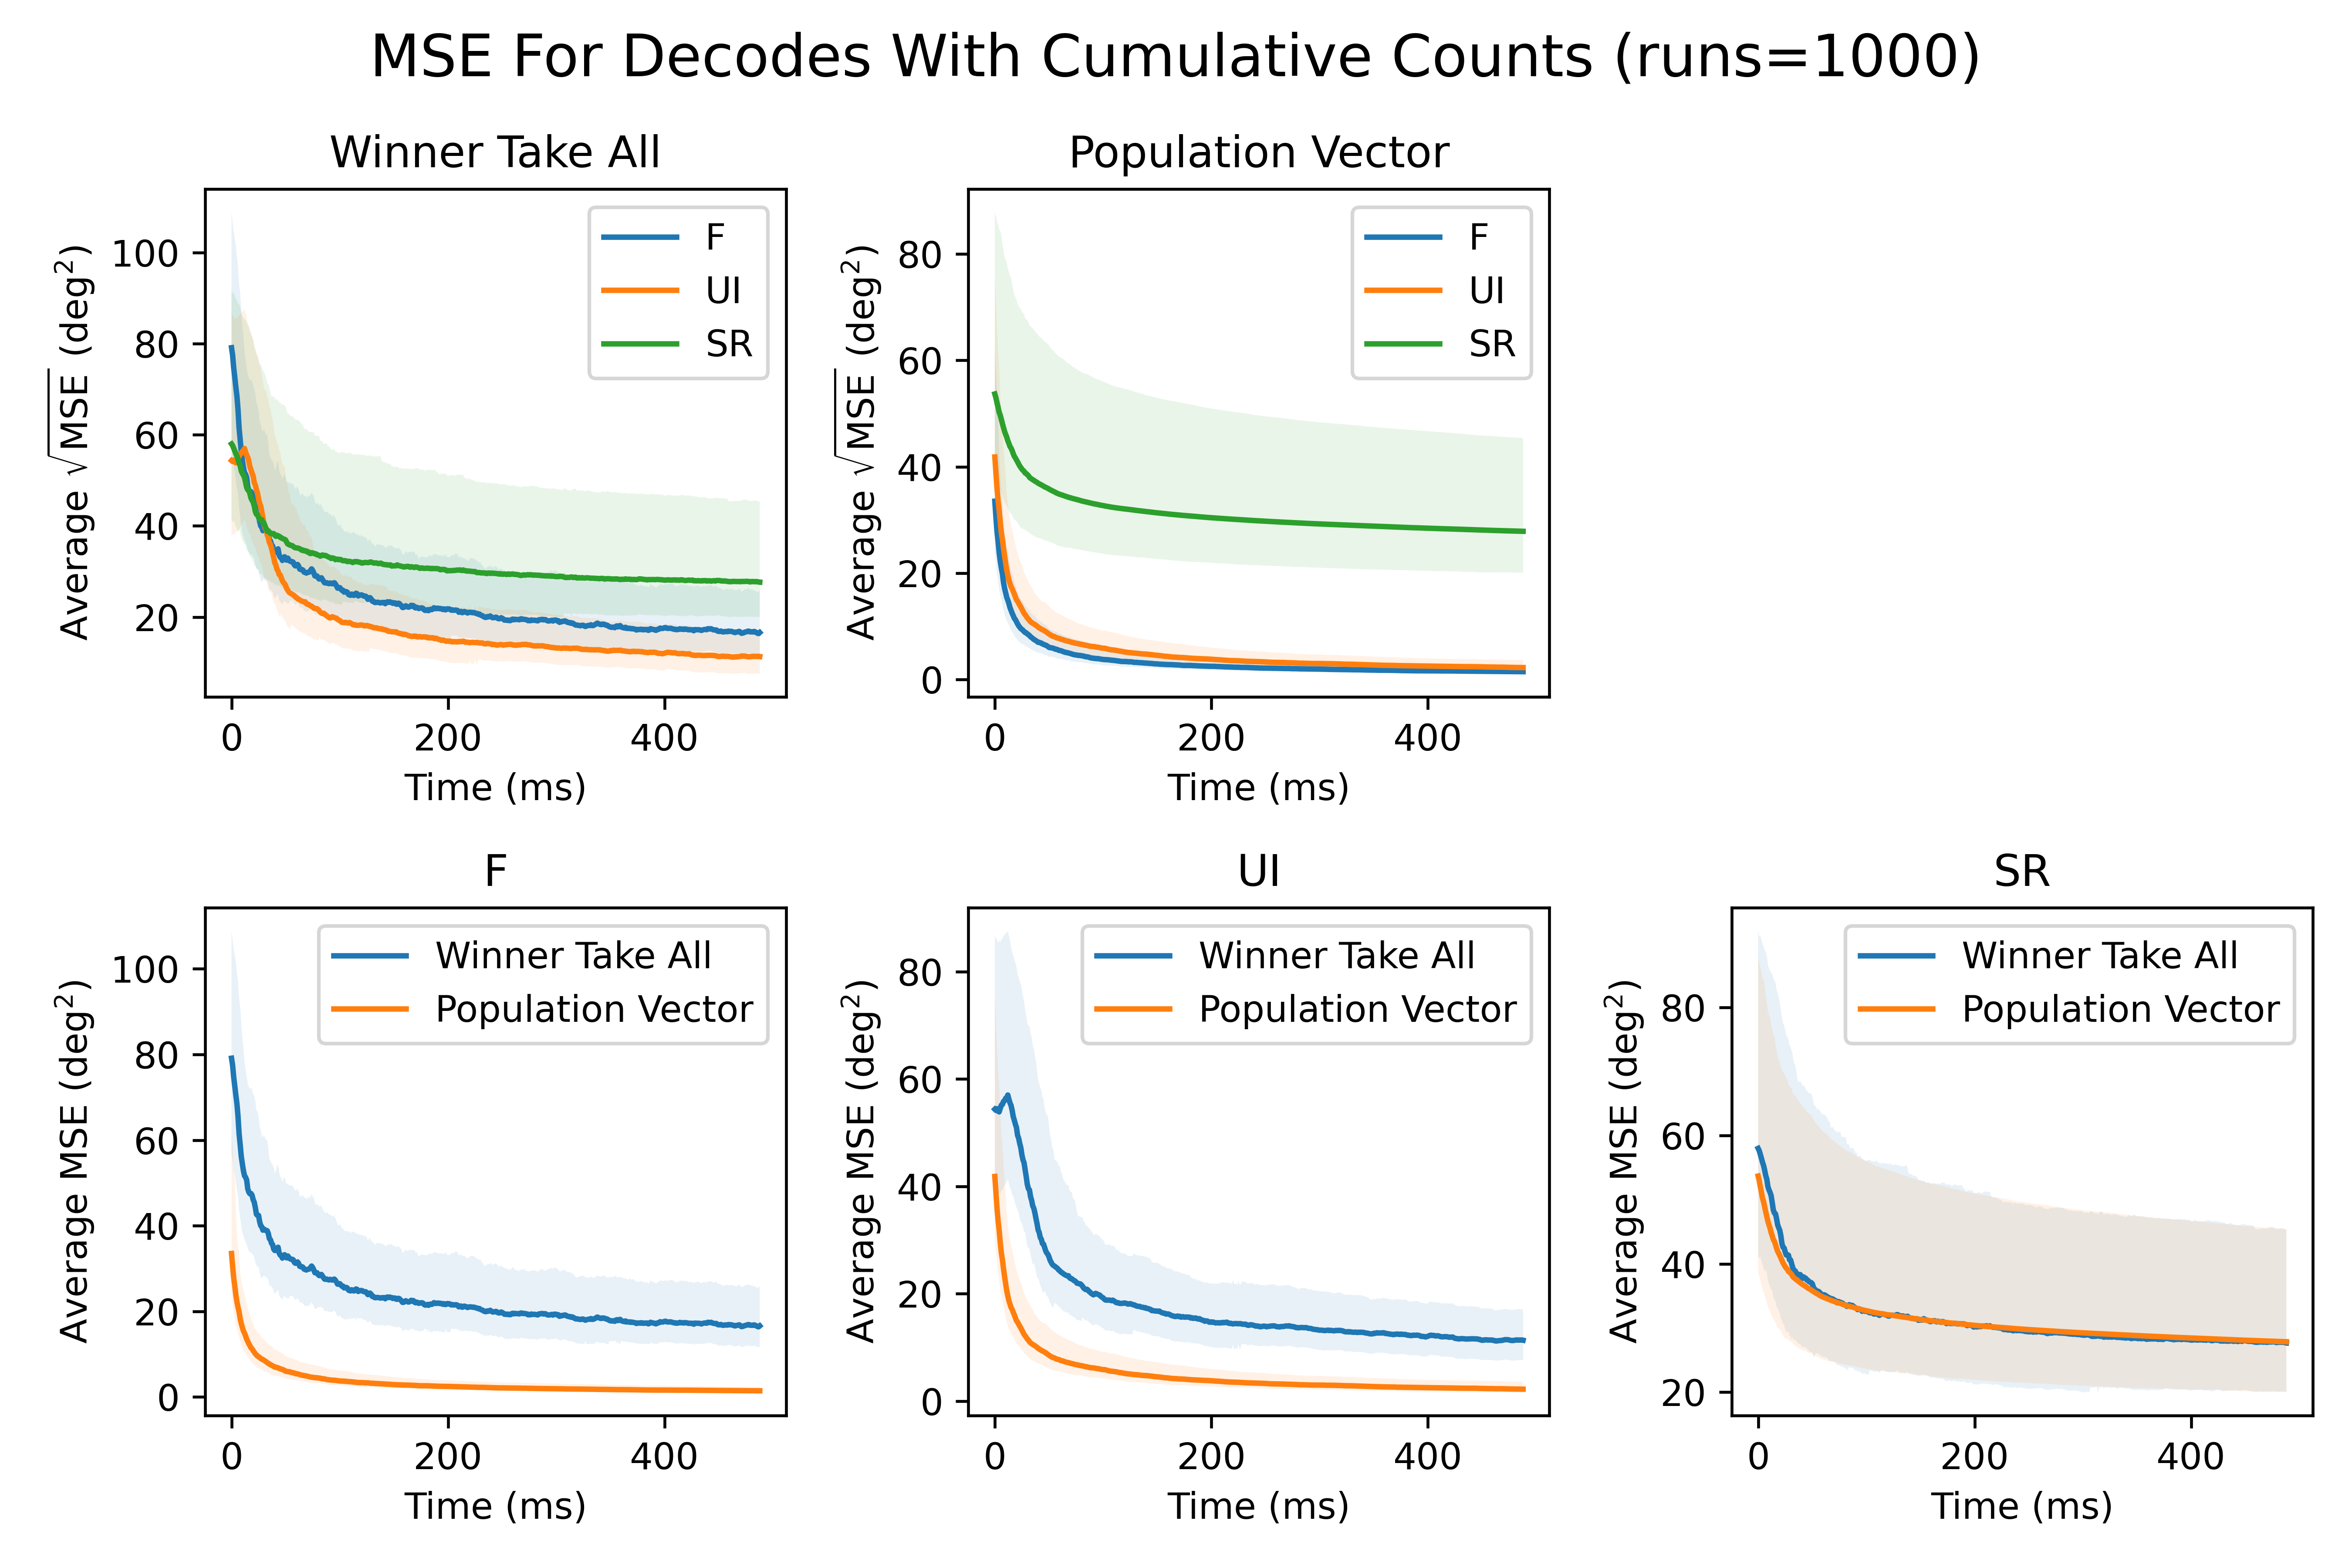 MSE For Decodes With Cumulative Counts (runs=1000)
Winner Take All
Average √MSE (deg²)
100
80
60
40
20
0
200
400
Time (ms)
F
UI
SR
Population Vector
Average √MSE (deg²)
80
60
40
20
0
0
200
400
Time (ms)
F
UI
SR
F
Average MSE (deg²)
100
80
60
40
20
0
0
200
400
Time (ms)
Winner Take All
Population Vector
UI
Average MSE (deg²)
80
60
40
20
0
0
200
400
Time (ms)
Winner Take All
Population Vector
SR
Average MSE (deg²)
80
60
40
20
0
200
400
Time (ms)
Winner Take All
Population Vector